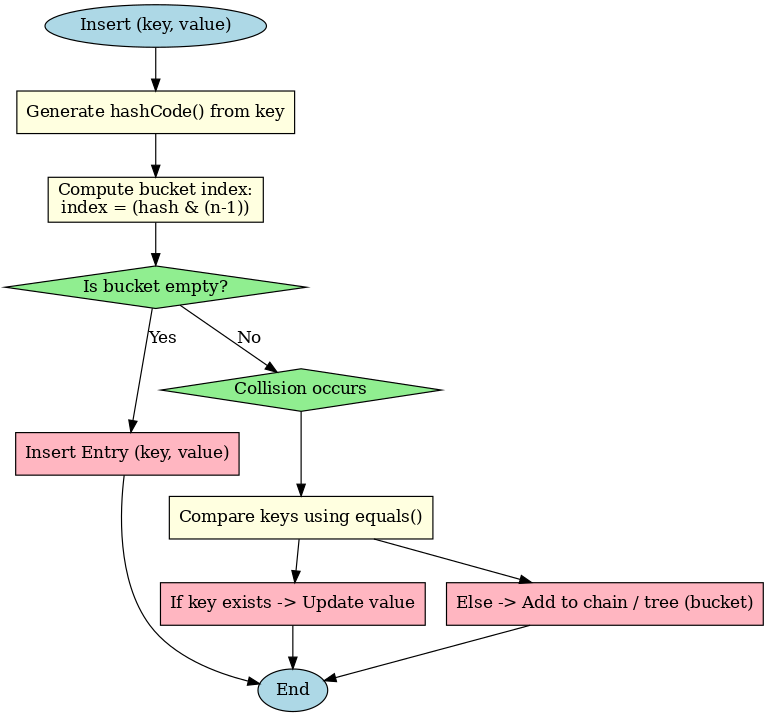 Insert (key, value)
Generate hashCode() from key
Compute bucket index:
index = (hash & (n-1))
Is bucket empty?
Yes
No
Collision occurs
Insert Entry (key, value)
Compare keys using equals()
If key exists -> Update value
Else -> Add to chain / tree (bucket)
End